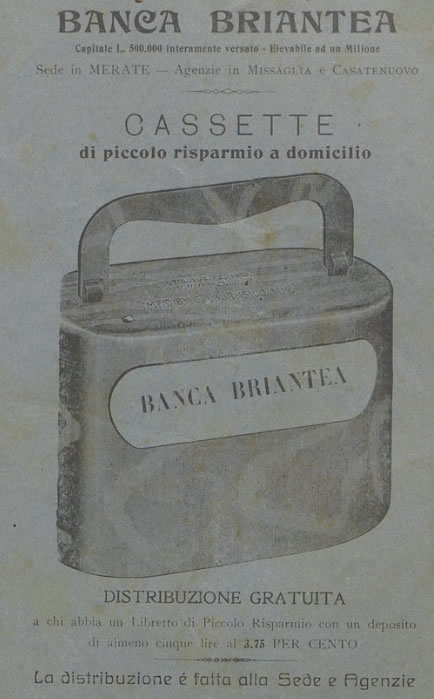 BANCA BRIANTEA
Capitale L. 500.000 interamente versato - Elevabile ad un Milione
Sede in MERATE — Agenzie in MISSAGLIA e CASATENUOVO
CASSETTE
di piccolo risparmio a domicilio
BANCA BRIANTEA
DISTRIBUZIONE GRATUITA
a chi abbia un Libretto di Piccolo Risparmio con un deposito
di almeno cinque lire al 3.75 PER CENTO
La distribuzione é fatta alla Sede e Agenzie